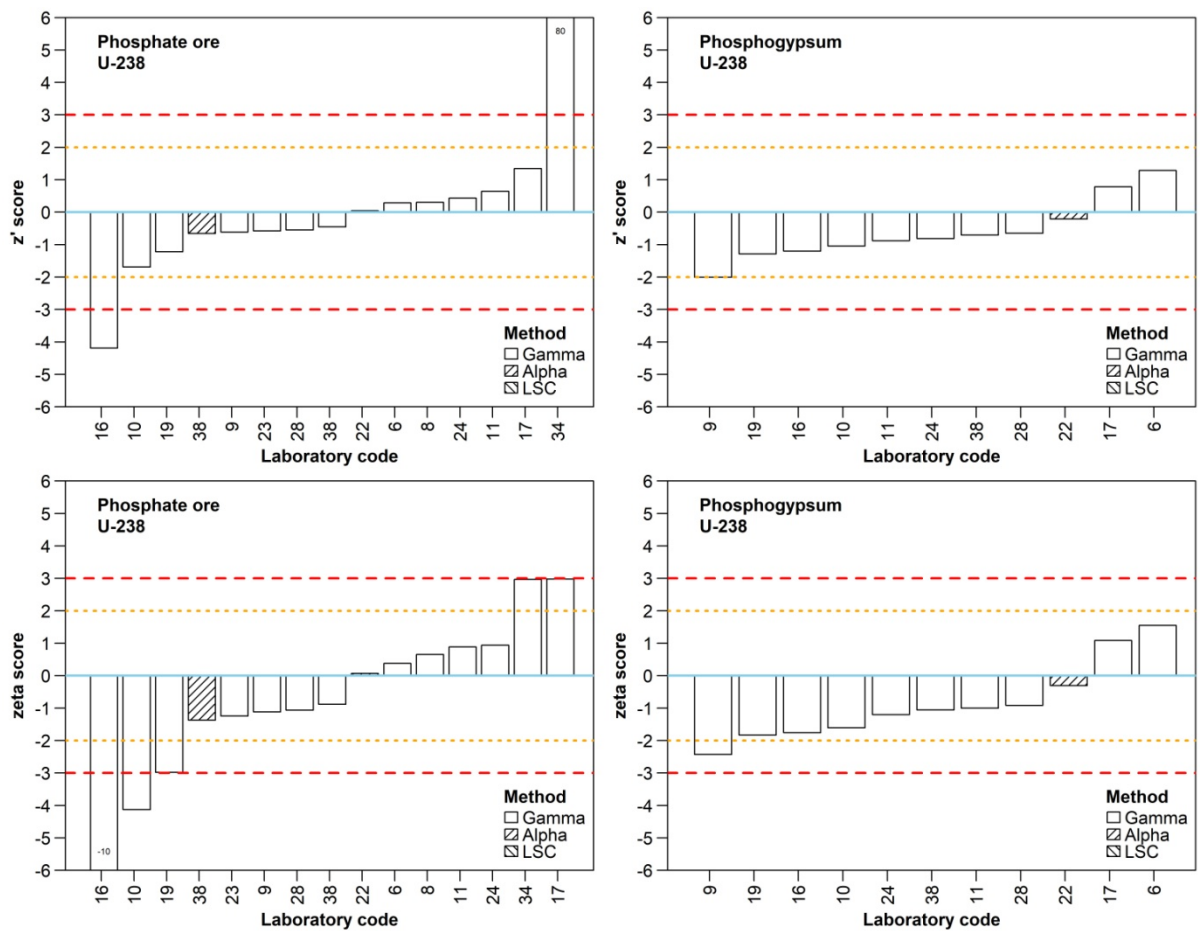 Phosphate ore
U-238
80
6
5
4
3
2
1
0
-1
-2
-3
-4
-5
-6
z' score
Method
Gamma
Alpha
LSC
16 10 19 38 9 23 28 38 22 6 8 24 11 17 34
Laboratory code
Phosphogypsum
U-238
6
5
4
3
2
1
0
-1
-2
-3
-4
-5
-6
z' score
Method
Gamma
Alpha
LSC
9 19 16 10 11 24 38 28 22 17 6
Laboratory code
Phosphate ore
U-238
6
5
4
3
2
1
0
-1
-2
-3
-4
-5
-6
zeta score
-10
Method
Gamma
Alpha
LSC
16 10 19 38 23 9 28 38 22 6 8 11 24 34 17
Laboratory code
Phosphogypsum
U-238
6
5
4
3
2
1
0
-1
-2
-3
-4
-5
-6
zeta score
Method
Gamma
Alpha
LSC
9 19 16 10 24 38 11 28 22 17 6
Laboratory code